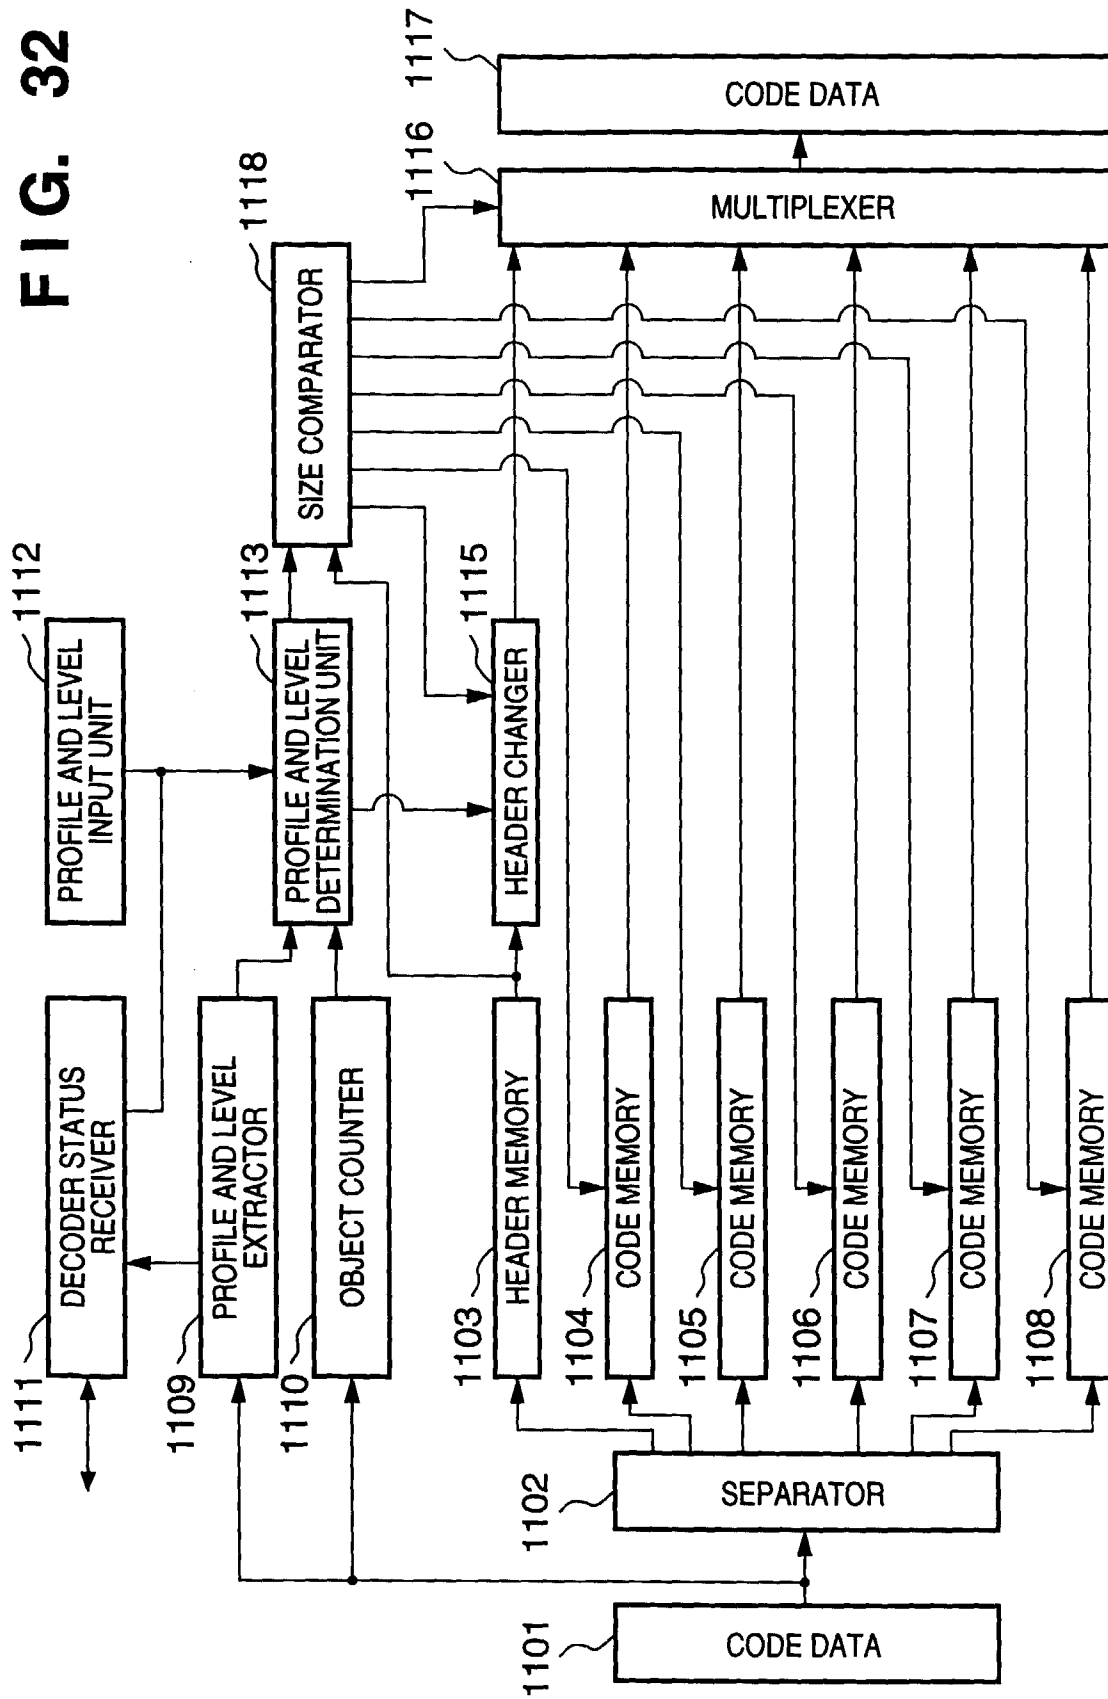 FIG. 32
1111
DECODER STATUS
RECEIVER
1112
PROFILE AND LEVEL
INPUT UNIT
1109
PROFILE AND LEVEL
EXTRACTOR
1113
PROFILE AND LEVEL
DETERMINATION UNIT
1118
SIZE COMPARATOR
1110
OBJECT COUNTER
1103
HEADER MEMORY
1115
HEADER CHANGER
1116
MULTIPLEXER
1117
CODE DATA
1104
CODE MEMORY
1105
CODE MEMORY
1106
CODE MEMORY
1107
CODE MEMORY
1108
CODE MEMORY
1102
SEPARATOR
1101
CODE DATA